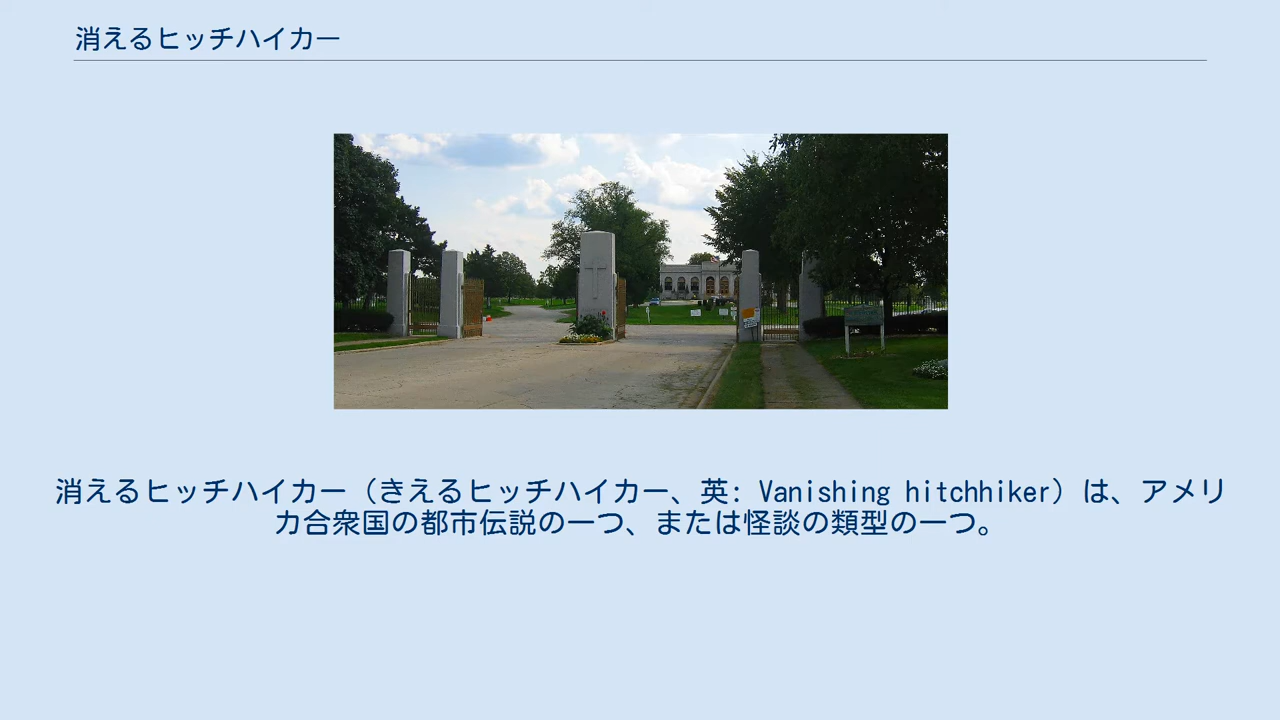 消えるヒッチハイカー
消えるヒッチハイカー（きえるヒッチハイカー、英: Vanishing hitchhiker）は、アメリ
カ合衆国の都市伝説の一つ、または怪談の類型の一つ。